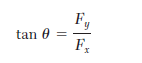 tan θ = F_y / F_x